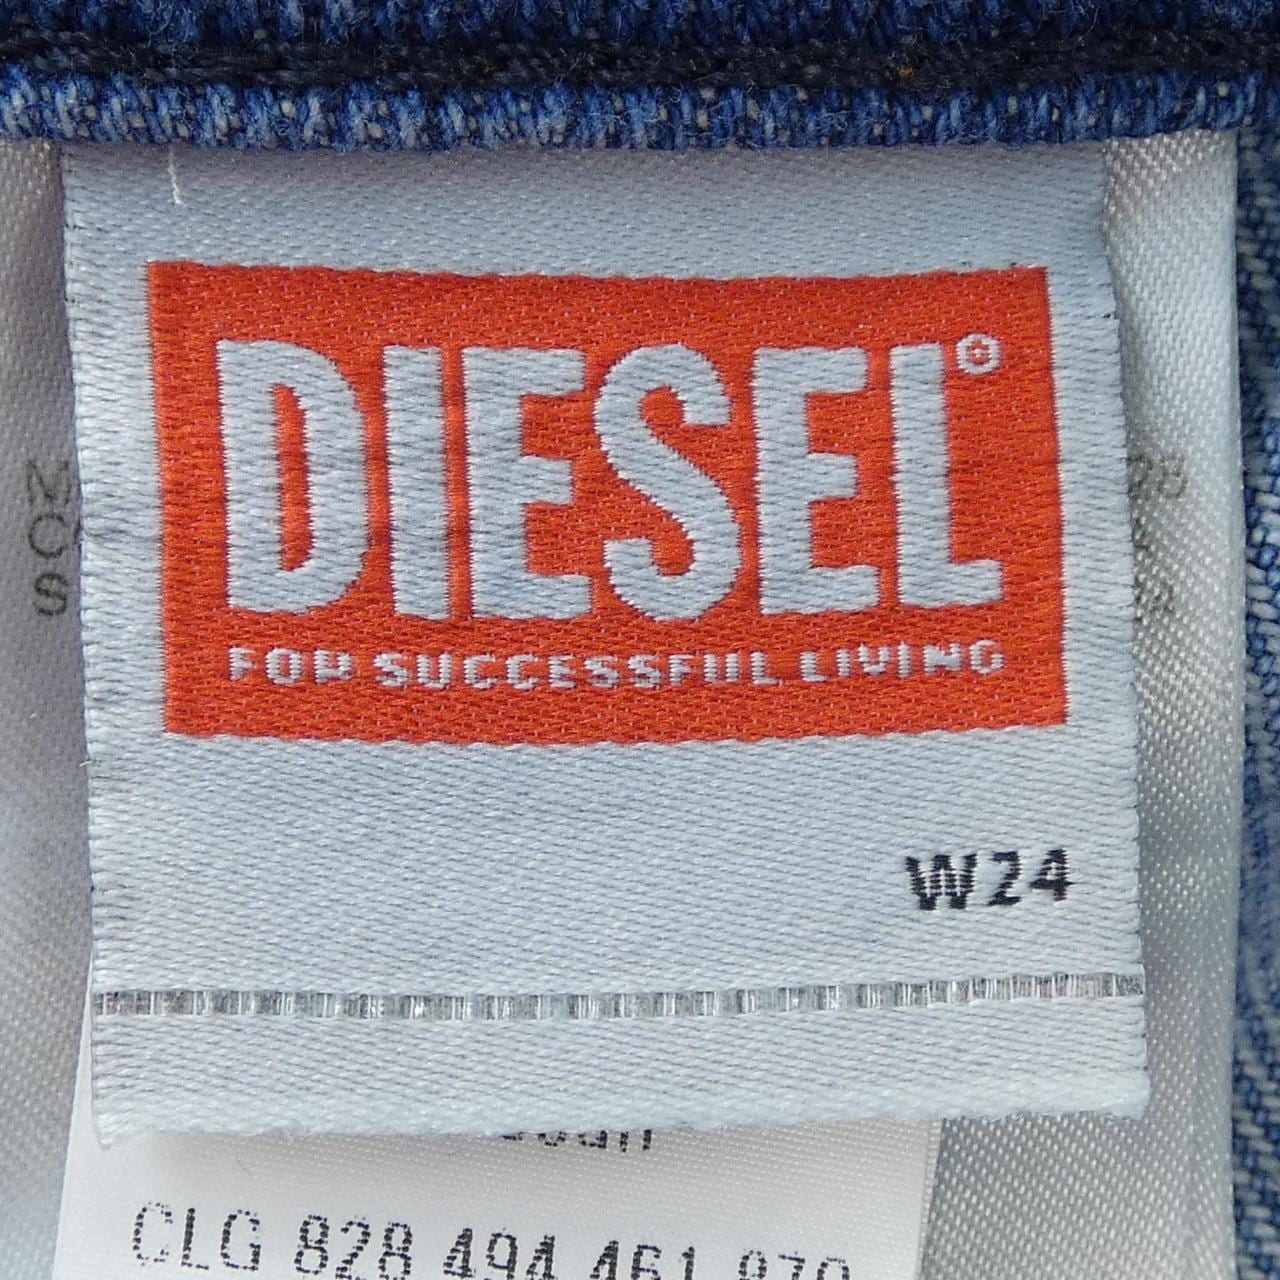 DIESEL©
FOR SUCCESSFUL LIVING
W24
CLG 828 494 461 870